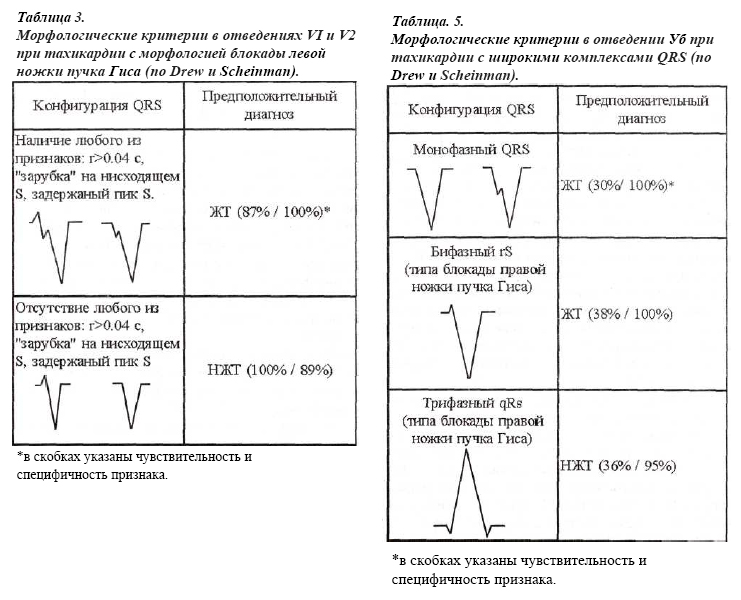 Таблица 3.
Морфологические критерии в отведениях VI и V2
при тахикардии с морфологией блокады левой
ножки пучка Гиса (по Drew и Scheinman).
Конфигурация QRS
Предположительный
диагноз
Наличие любого из
признаков: r>0.04 с,
"зарубка" на нисходящем
S, задержаный пик S.
ЖТ (87% / 100%)*
Отсутствие любого из
признаков: r>0.04 с,
"зарубка" на нисходящем
S, задержаный пик S
НЖТ (100% / 89%)
*в скобках указаны чувствительность и
специфичность признака.
Таблица. 5.
Морфологические критерии в отведении Уб при
тахикардии с широкими комплексами QRS (по
Drew и Scheinman).
Конфигурация QRS
Предположительный
диагноз
Монофазный QRS
ЖТ (30%/ 100%)*
Бифазный rS
(типа блокады правой
ножки пучка Гиса)
ЖТ (38% / 100%)
Трифазный qRs
(типа блокады правой
ножки пучка Гиса)
НЖТ (36% / 95%)
*в скобках указаны чувствительность и
специфичность признака.